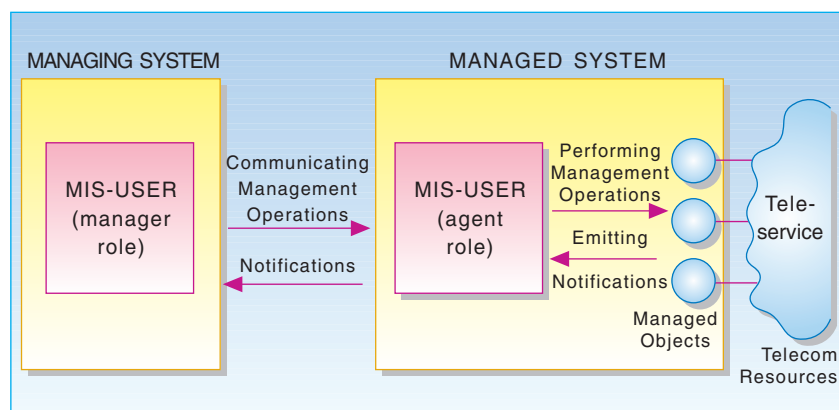 MANAGING SYSTEM
MANAGED SYSTEM
MIS-USER
(manager
role)
Communicating
Management
Operations
Notifications
MIS-USER
(agent
role)
Performing
Management
Operations
Emitting
Notifications
Managed
Objects
Tele-
service
Telecom
Resources